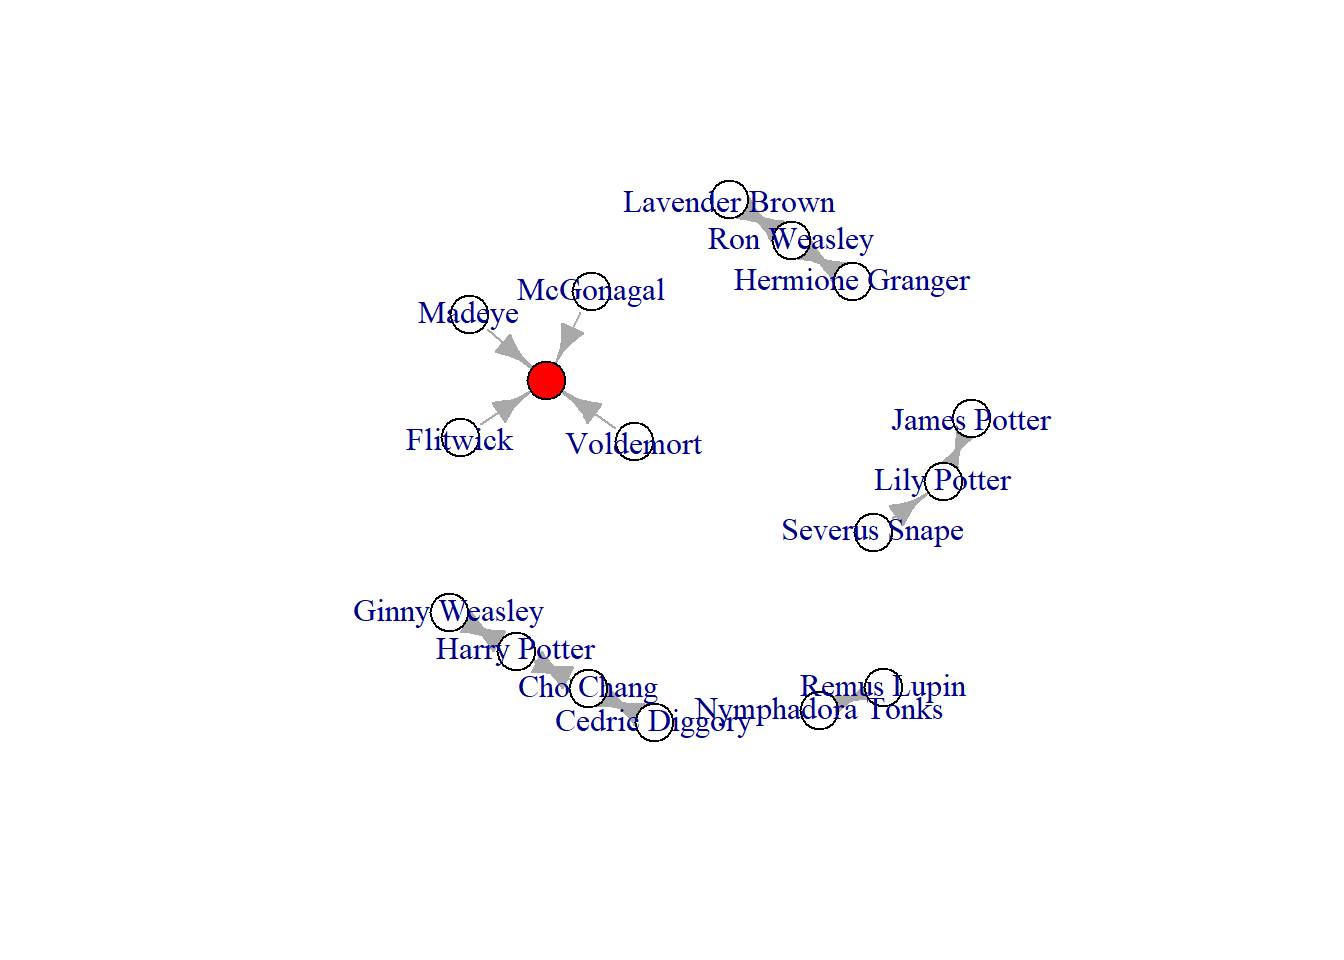 Lavender Brown
Ron Weasley
Hermione Granger
McGonagal
Madeye
Flitwick
Voldemort
James Potter
Lily Potter
Severus Snape
Ginny Weasley
Harry Potter
Cho Chang
Cedric Diggory
Remus Lupin
Nymphadora Tonks